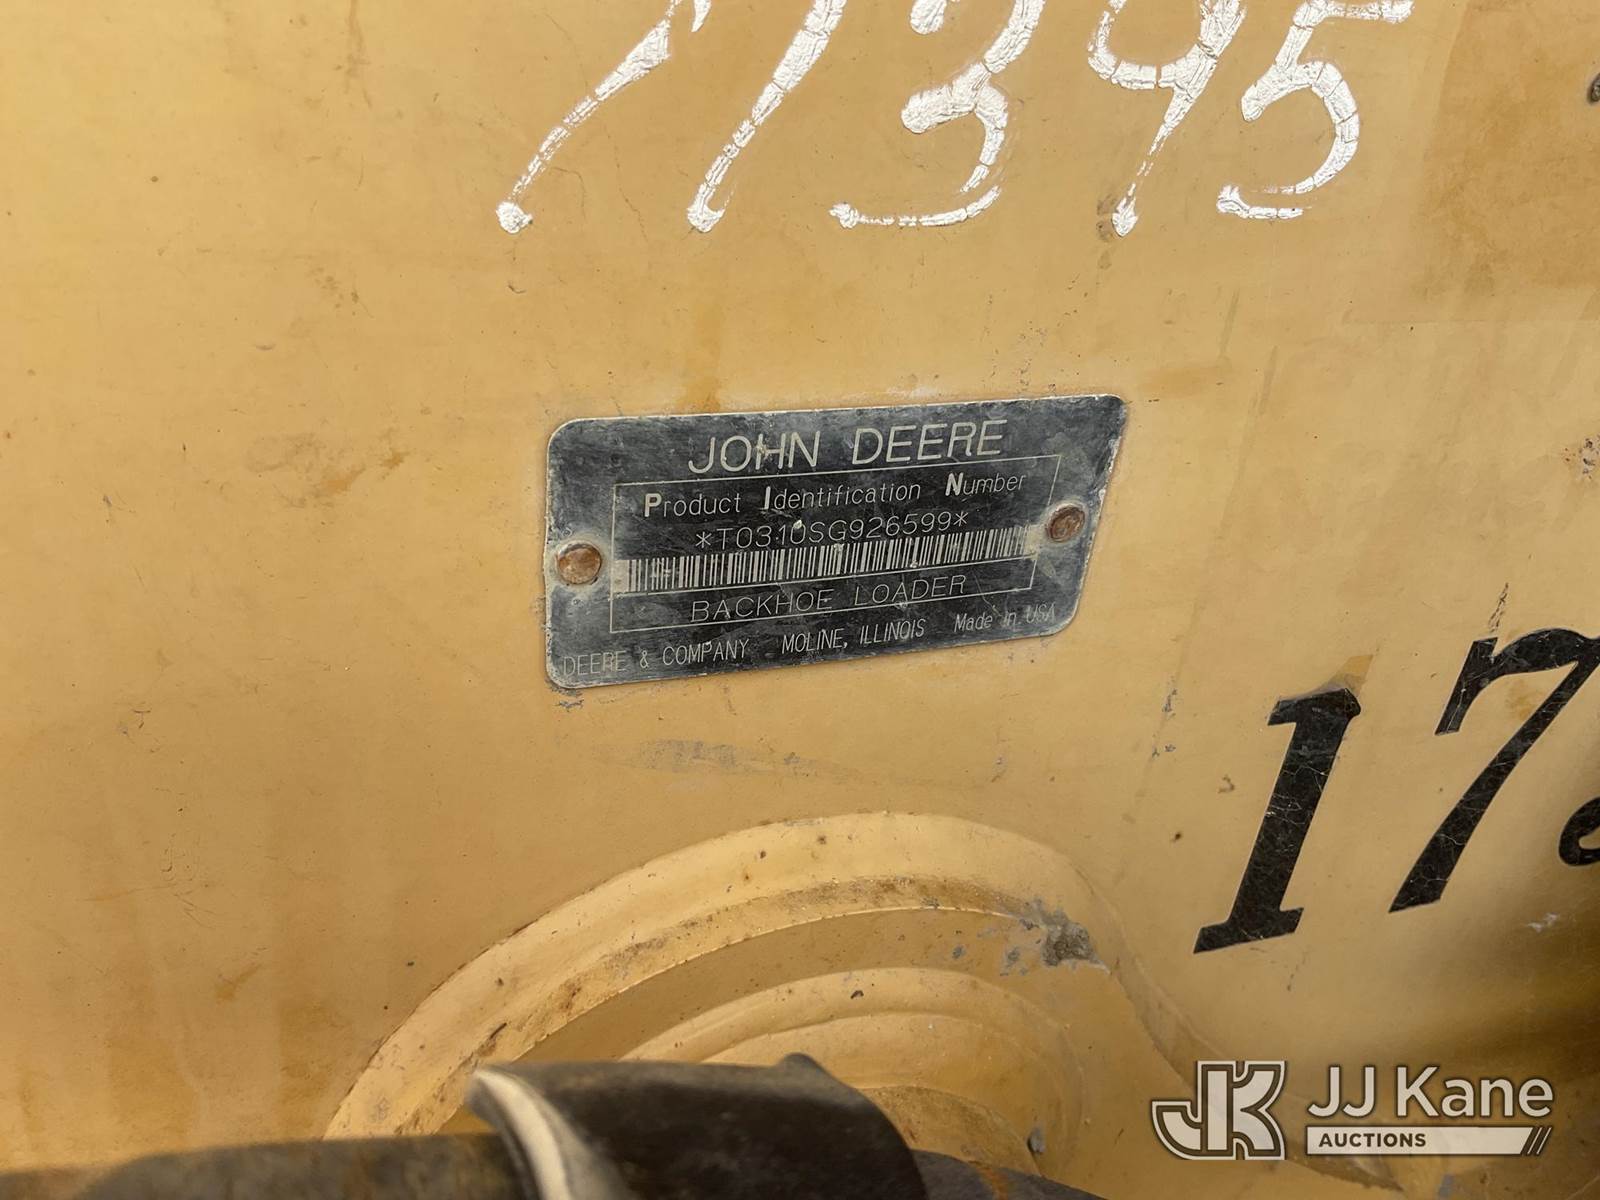 77395
JOHN DEERE
Product Identification Number
*T0310SG926599*
BACKHOE LOADER
DEERE & COMPANY MOLINE, ILLINOIS Made in USA
17
JJ Kane
AUCTIONS